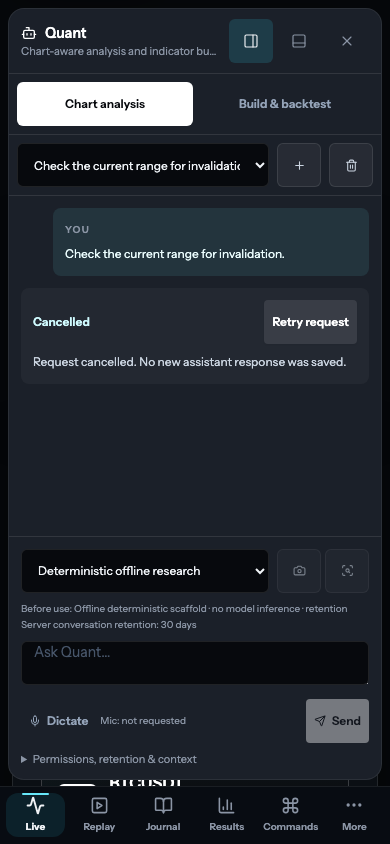 Quant
Chart-aware analysis and indicator bu...
Chart analysis
Build & backtest
Check the current range for invalidatic
YOU
Check the current range for invalidation.
Cancelled
Retry request
Request cancelled. No new assistant response was saved.
Deterministic offline research
Before use: Offline deterministic scaffold · no model inference · retention
Server conversation retention: 30 days
Ask Quant...
Dictate
Mic: not requested
Send
Permissions, retention & context
BTCUSDT
Live
Replay
Journal
Results
Commands
More